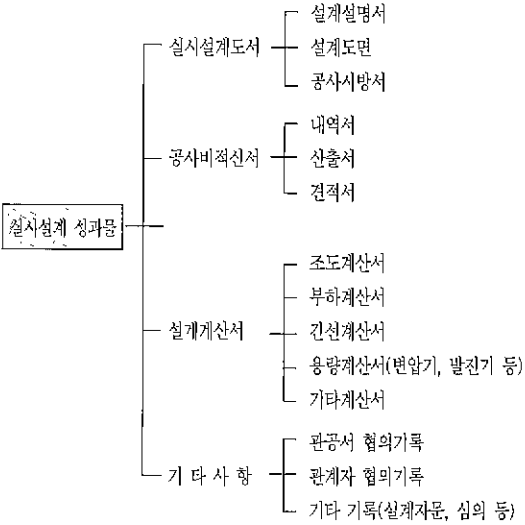 실시설계 성과물
실시설계도서
설계설명서
설계도면
공사시방서
공사비적산서
내역서
산출서
견적서
설계계산서
조도계산서
부하계산서
간선계산서
용량계산서(변압기, 발전기 등)
기타계산서
기 타 사 항
관공서 협의기록
관계자 협의기록
기타 기록(설계자문, 심의 등)